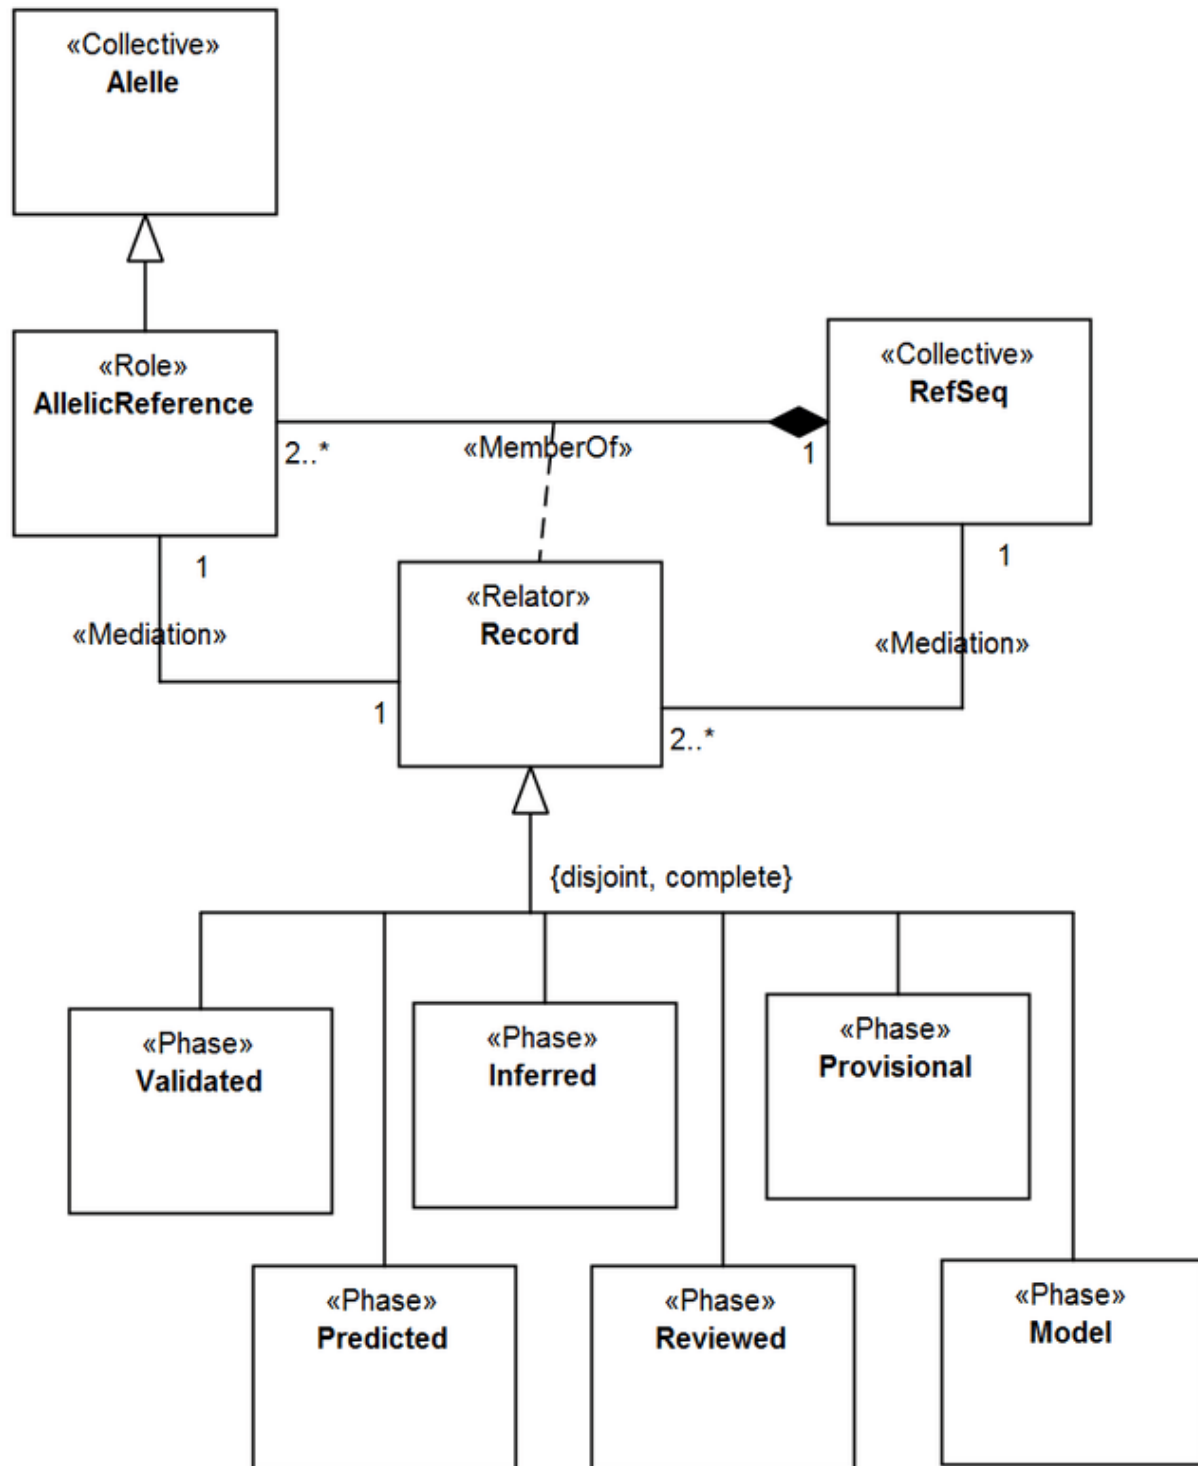 «Collective»
Alelle
«Role»
AllelicReference
«Collective»
RefSeq
2..*
«MemberOf»
1
1
1
«Relator»
Record
«Mediation»
«Mediation»
1
2..*
{disjoint, complete}
«Phase»
Validated
«Phase»
Inferred
«Phase»
Provisional
«Phase»
Predicted
«Phase»
Reviewed
«Phase»
Model